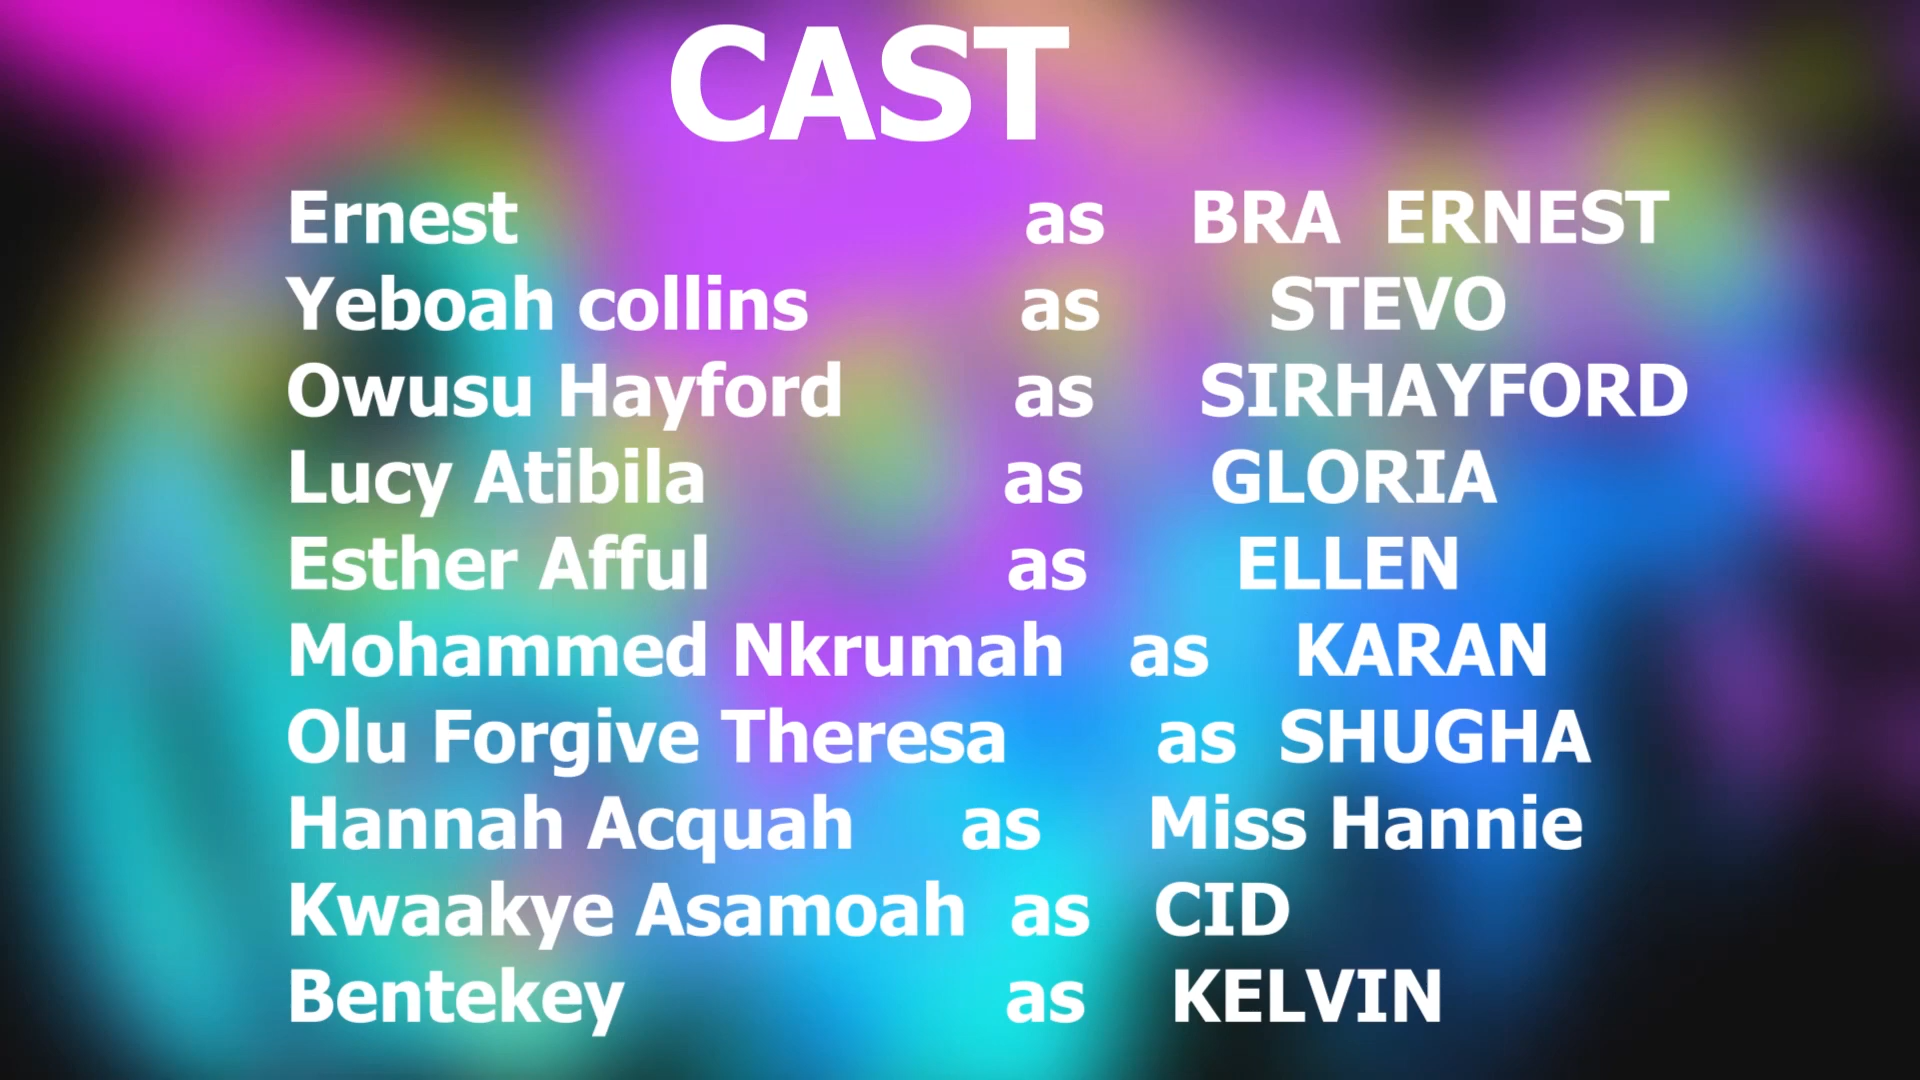 CAST
Ernest as BRA ERNEST
Yeboah collins as STEVO
Owusu Hayford as SIRHAYFORD
Lucy Atibila as GLORIA
Esther Afful as ELLEN
Mohammed Nkrumah as KARAN
Olu Forgive Theresa as SHUGHA
Hannah Acquah as Miss Hannie
Kwaakye Asamoah as CID
Bentekey as KELVIN